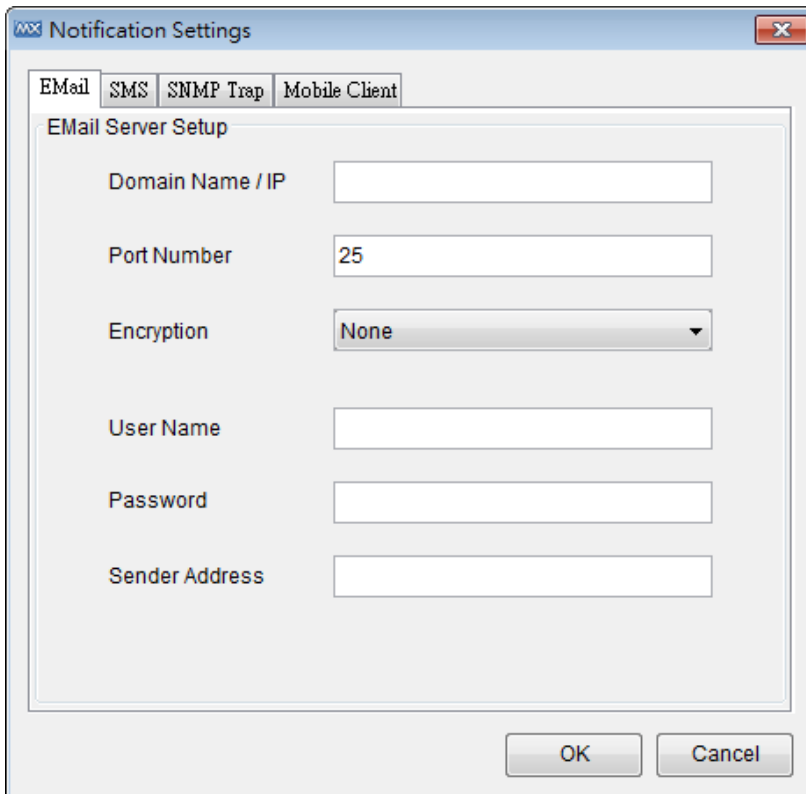 MX Notification Settings
EMail SMS SNMP Trap Mobile Client
EMail Server Setup
Domain Name / IP
Port Number 25
Encryption None
User Name
Password
Sender Address
OK Cancel